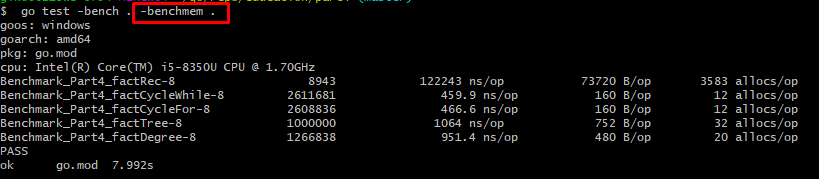 $ go test -bench . -benchmem .
goos: windows
goarch: amd64
pkg: go.mod
cpu: Intel(R) Core(TM) i5-8350U CPU @ 1.70GHz
Benchmark_Part4_factRec-8 8943 122243 ns/op 73720 B/op 3583 allocs/op
Benchmark_Part4_factCycleWhile-8 2611681 459.9 ns/op 160 B/op 12 allocs/op
Benchmark_Part4_factCycleFor-8 2608836 466.6 ns/op 160 B/op 12 allocs/op
Benchmark_Part4_factTree-8 1000000 1064 ns/op 752 B/op 32 allocs/op
Benchmark_Part4_factDegree-8 1266838 951.4 ns/op 480 B/op 20 allocs/op
PASS
ok go.mod 7.992s